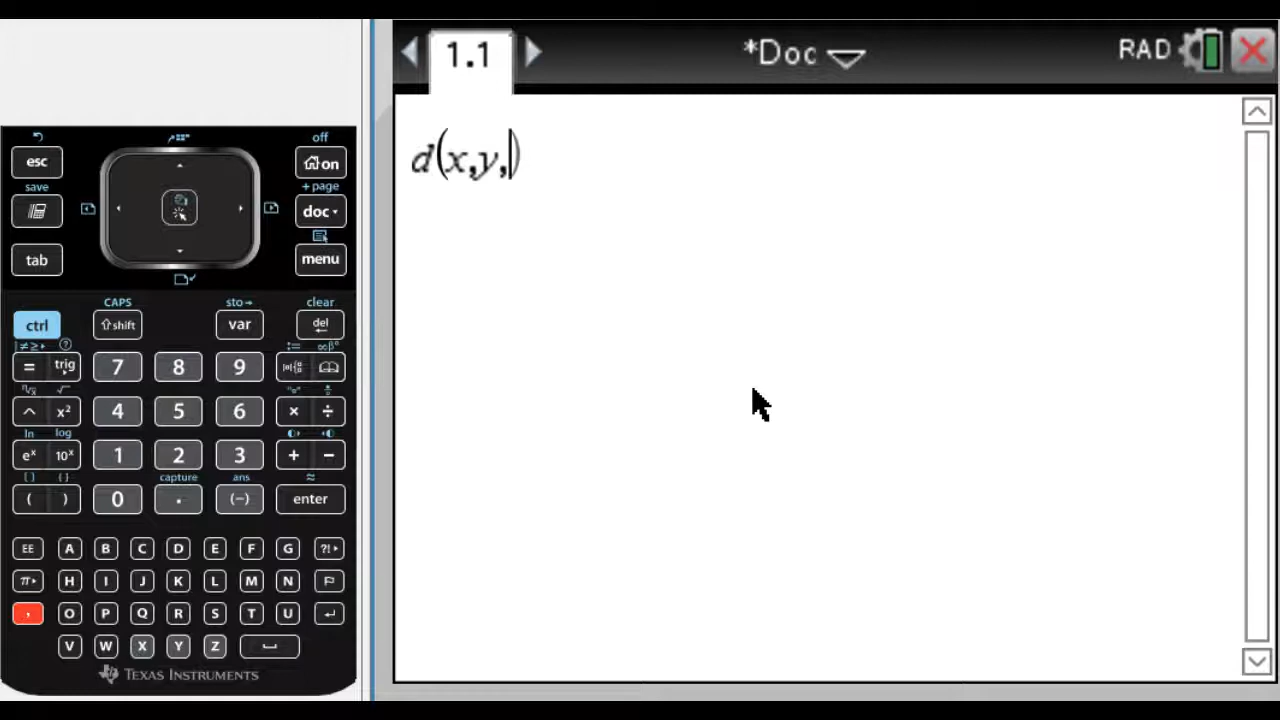 1.1 *Doc RAD
d(x,y,)
off
esc on
save + page
doc
tab menu
CAPS sto→ clear
ctrl ⇧shift var del
|≠≥▸ ? := ∞β°
= trig 7 8 9
ⁿ√x √
^ x² 4 5 6 × ÷
ln log
eˣ 10ˣ 1 2 3 + −
[ ] { } capture ans ≈
( ) 0 . (−) enter
EE A B C D E F G ?!▸
π▸ H I J K L M N
, O P Q R S T U
V W X Y Z
TEXAS INSTRUMENTS